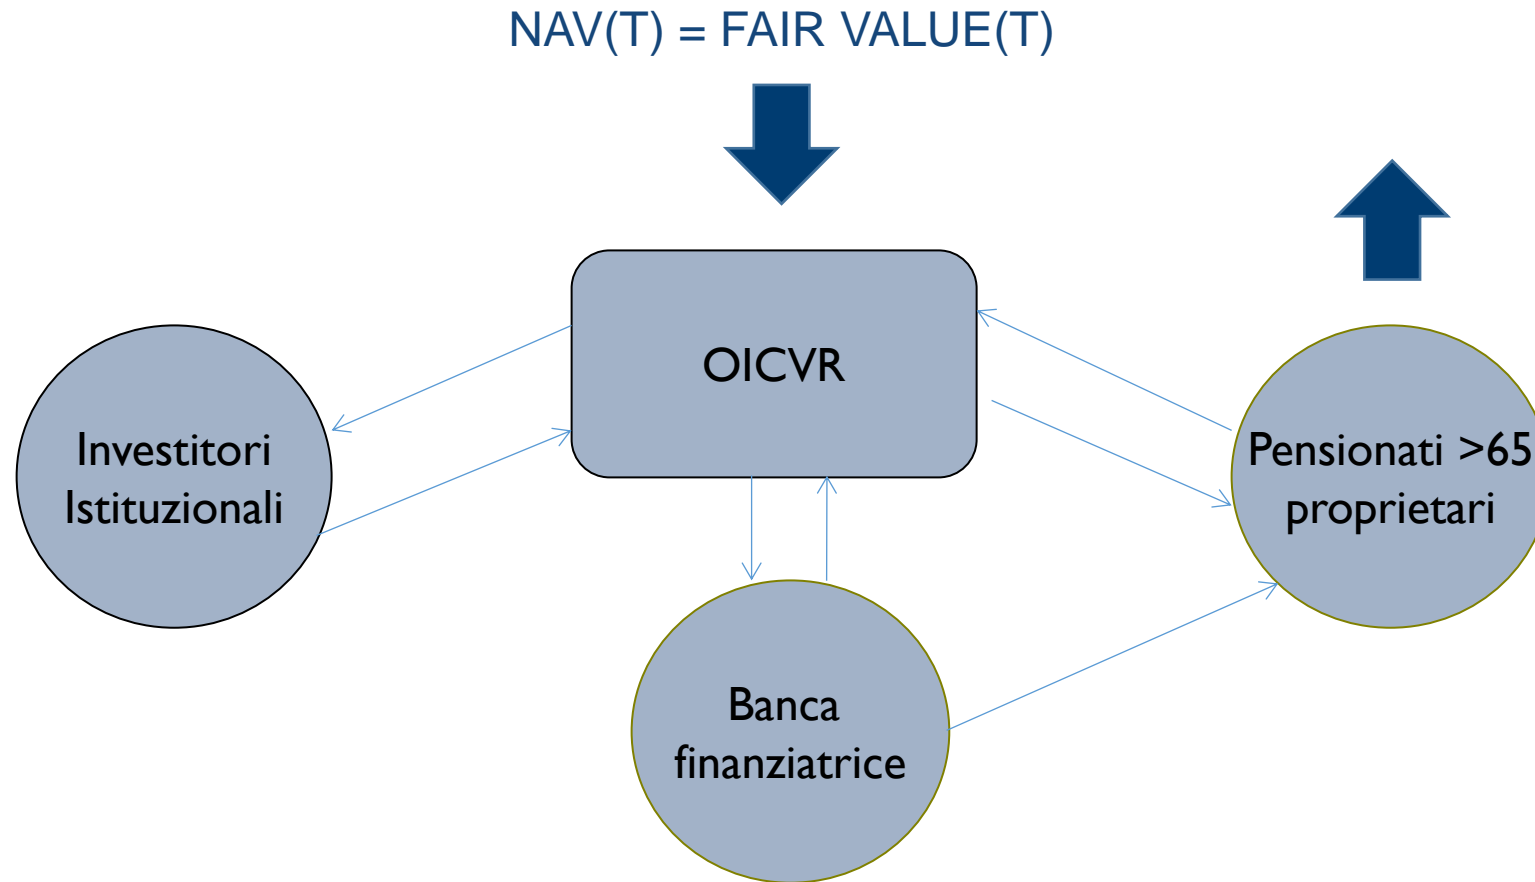 NAV(T) = FAIR VALUE(T)
OICVR
Investitori
Istituzionali
Pensionati >65
proprietari
Banca
finanziatrice